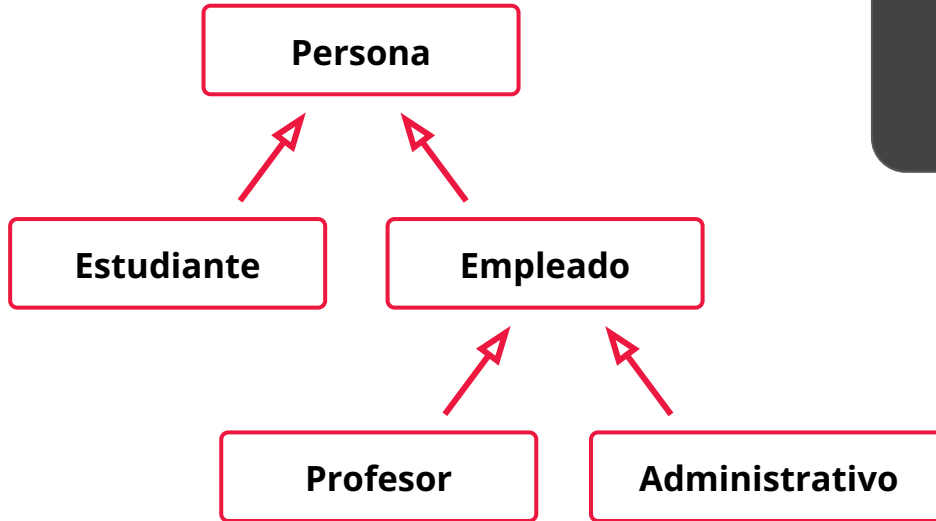 Persona
Estudiante
Empleado
Profesor
Administrativo